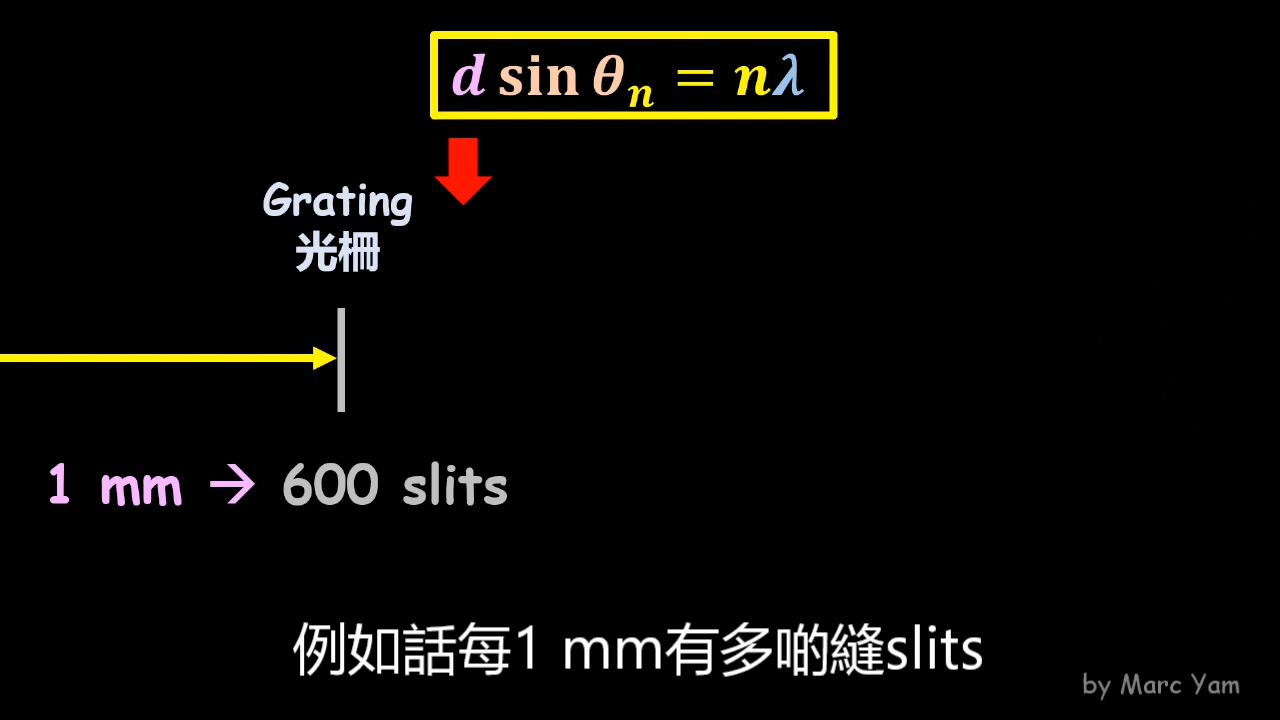 d sin θₙ = nλ
Grating
光柵
1 mm → 600 slits
例如話每1 mm有多啲縫slits
by Marc Yam